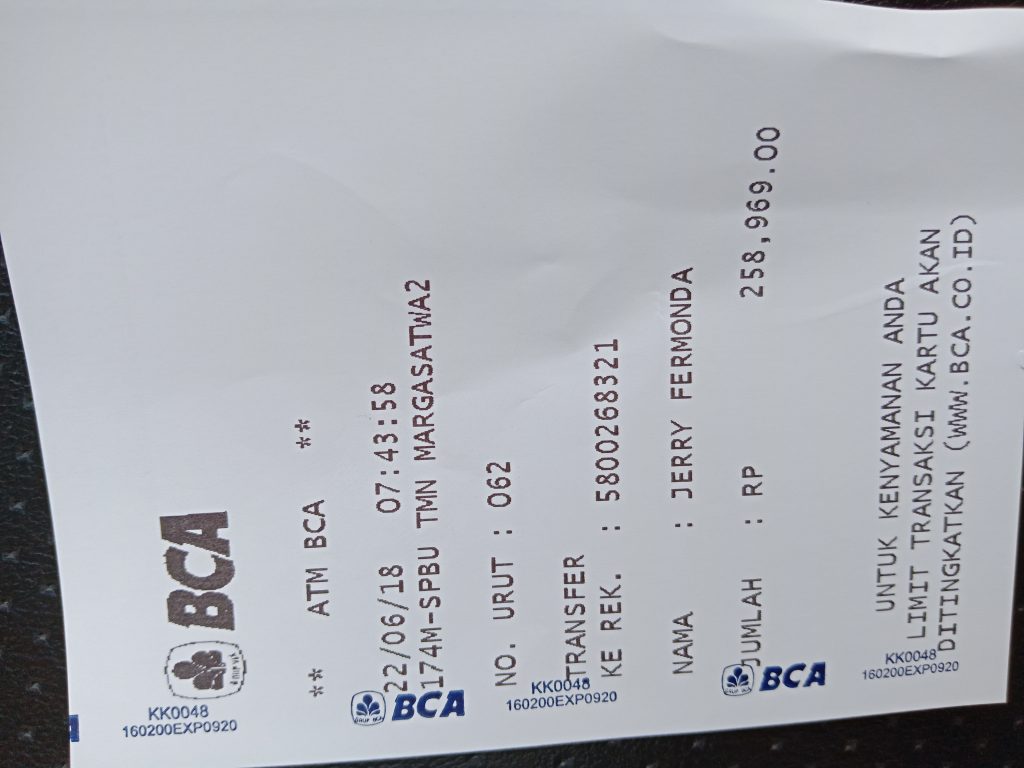 BCA
** ATM BCA **
22/06/18 07:43:58
174M-SPBU TMN MARGASATWA2
NO. URUT : 062
TRANSFER
KE REK. : 5800268321
NAMA : JERRY FERMONDA
JUMLAH : RP 258,969.00
UNTUK KENYAMANAN ANDA
LIMIT TRANSAKSI KARTU AKAN
DITINGKATKAN (WWW.BCA.CO.ID)
KK0048
160200EXP0920
BCA
KK0048
160200EXP0920
BCA
KK0048
160200EXP0920